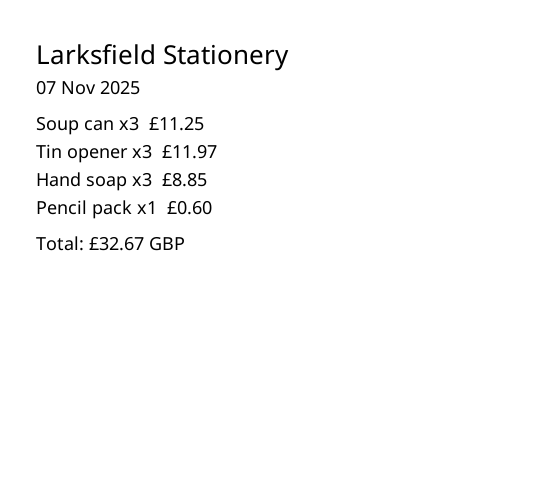 Larksfield Stationery
07 Nov 2025
Soup can x3 £11.25
Tin opener x3 £11.97
Hand soap x3 £8.85
Pencil pack x1 £0.60
Total: £32.67 GBP